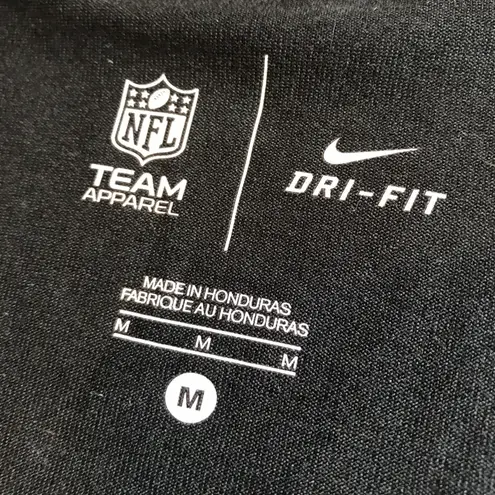 NFL
TEAM
APPAREL
DRI-FIT
MADE IN HONDURAS
FABRIQUE AU HONDURAS
M M M
M